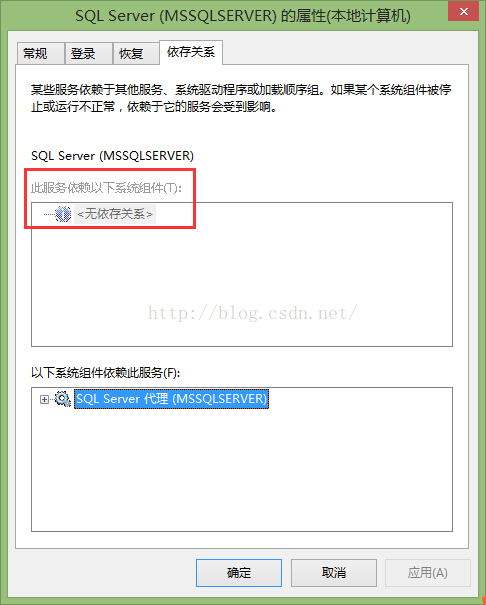 SQL Server (MSSQLSERVER) 的属性(本地计算机)
常规 登录 恢复 依存关系
某些服务依赖于其他服务、系统驱动程序或加载顺序组。如果某个系统组件被停
止或运行不正常，依赖于它的服务会受到影响。
SQL Server (MSSQLSERVER)
此服务依赖以下系统组件(T):
<无依存关系>
http://blog.csdn.net/
以下系统组件依赖此服务(F):
SQL Server 代理 (MSSQLSERVER)
确定 取消 应用(A)